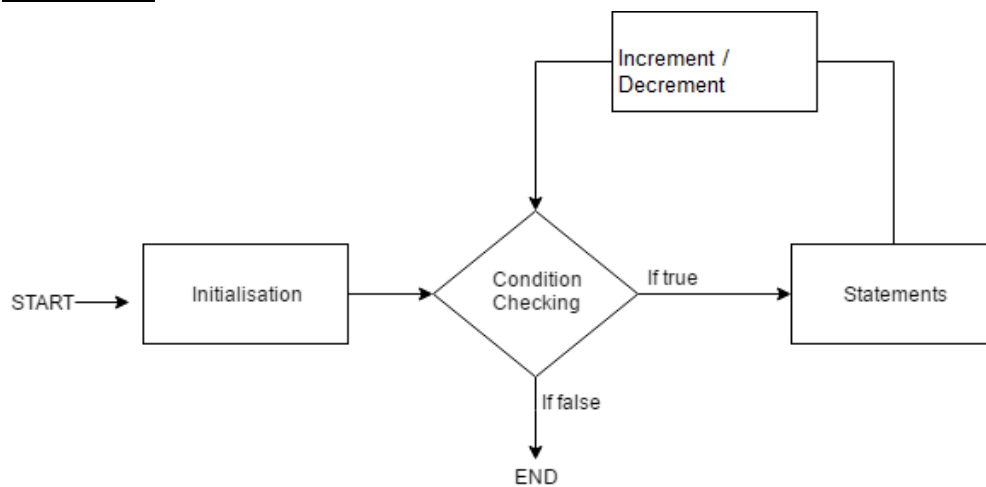 Increment /
Decrement
START
Initialisation
Condition
Checking
If true
Statements
If false
END